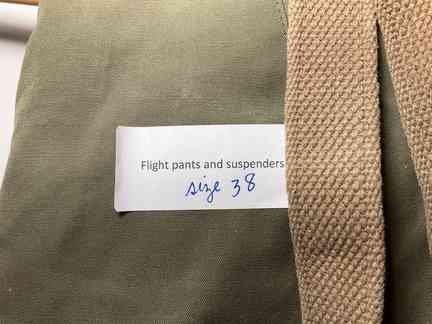 Flight pants and suspenders
size 38